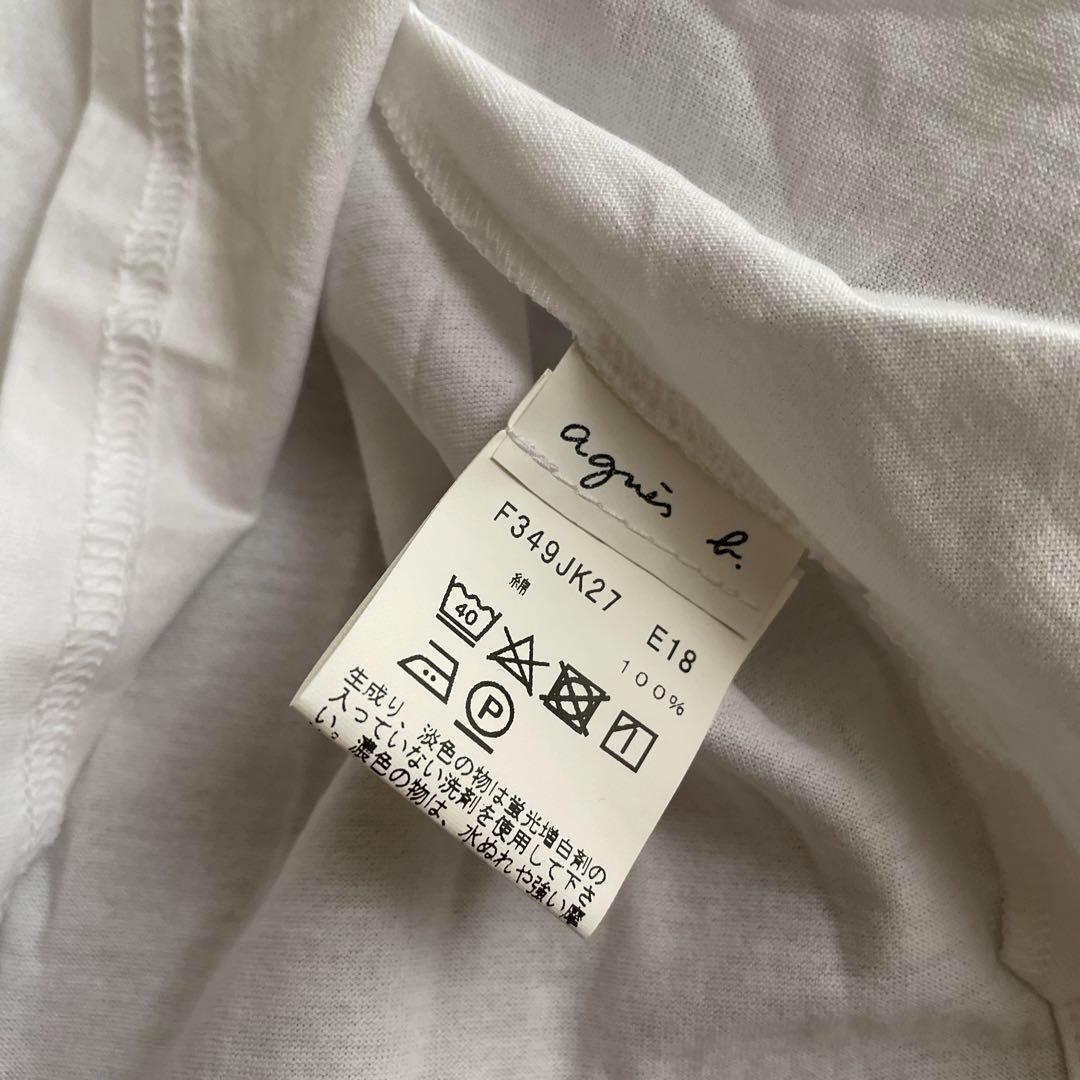 agnès b.
F349JK27 E18
綿 100%
40
P
生成り、淡色の物は蛍光増白剤の
入っていない洗剤を使用して下さ
い。濃色の物は、水ぬれや強い摩